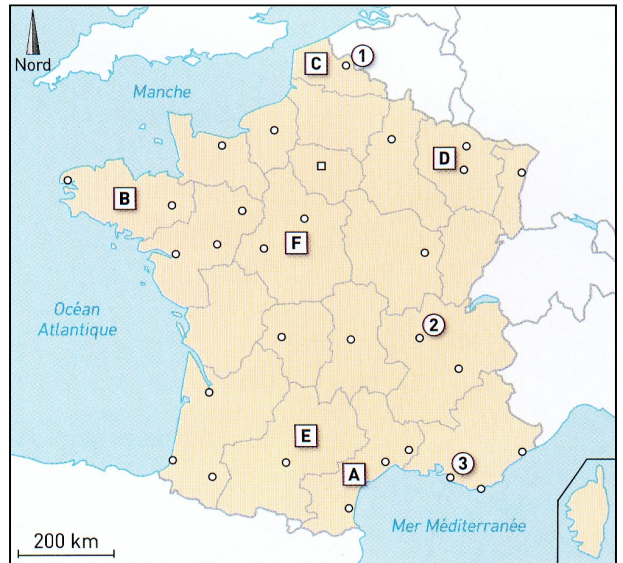 Nord
Manche
C
1
D
B
F
Océan
Atlantique
2
E
A
3
Mer Méditerranée
200 km